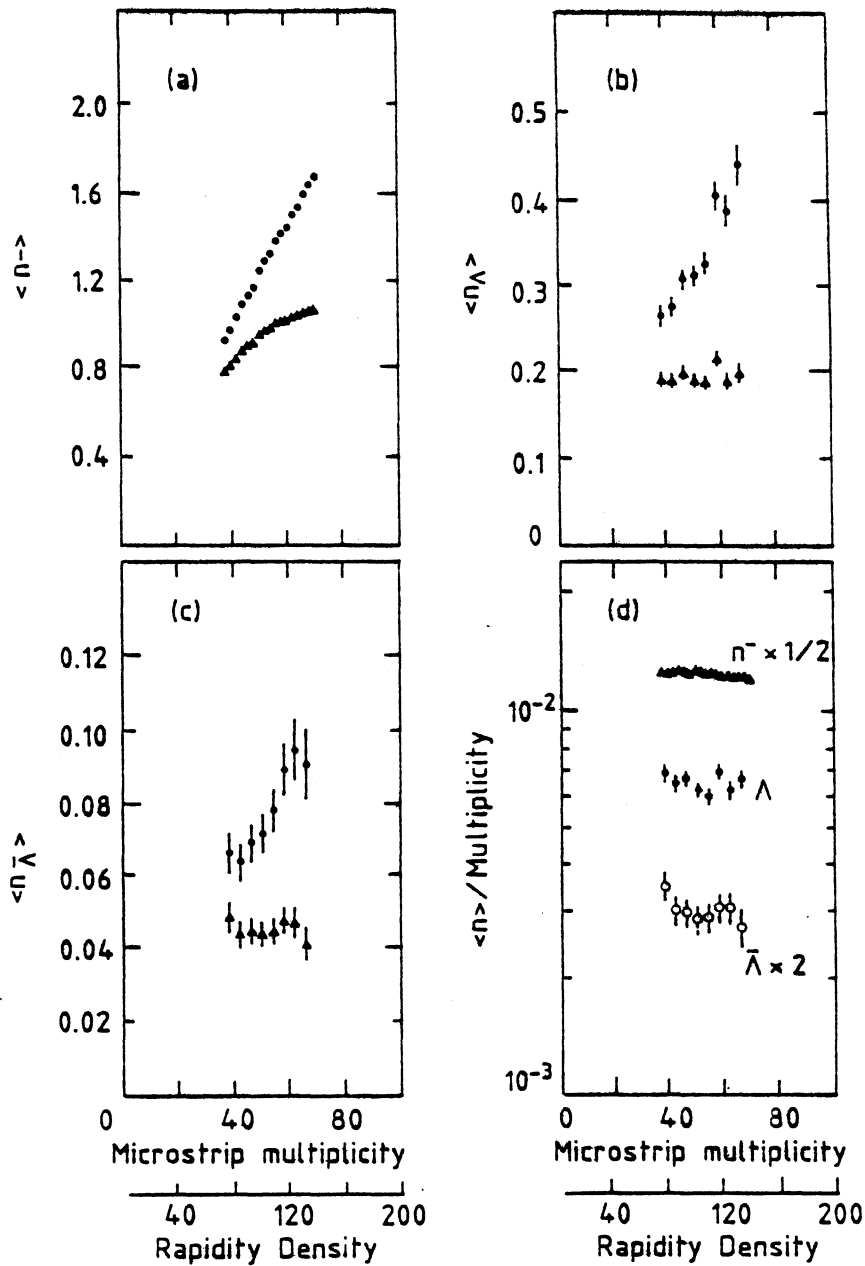 (a)
2.0
1.6
1.2
0.8
0.4
<n−>
(b)
0.5
0.4
0.3
0.2
0.1
0
<nΛ>
(c)
0.12
0.10
0.08
0.06
0.04
0.02
<n Λ̄>
0 40 80
Microstrip multiplicity
40 120 200
Rapidity Density
(d)
n⁻ × 1/2
Λ
Λ̄ × 2
10⁻²
10⁻³
<n>/Multiplicity
0 40 80
Microstrip multiplicity
40 120 200
Rapidity Density